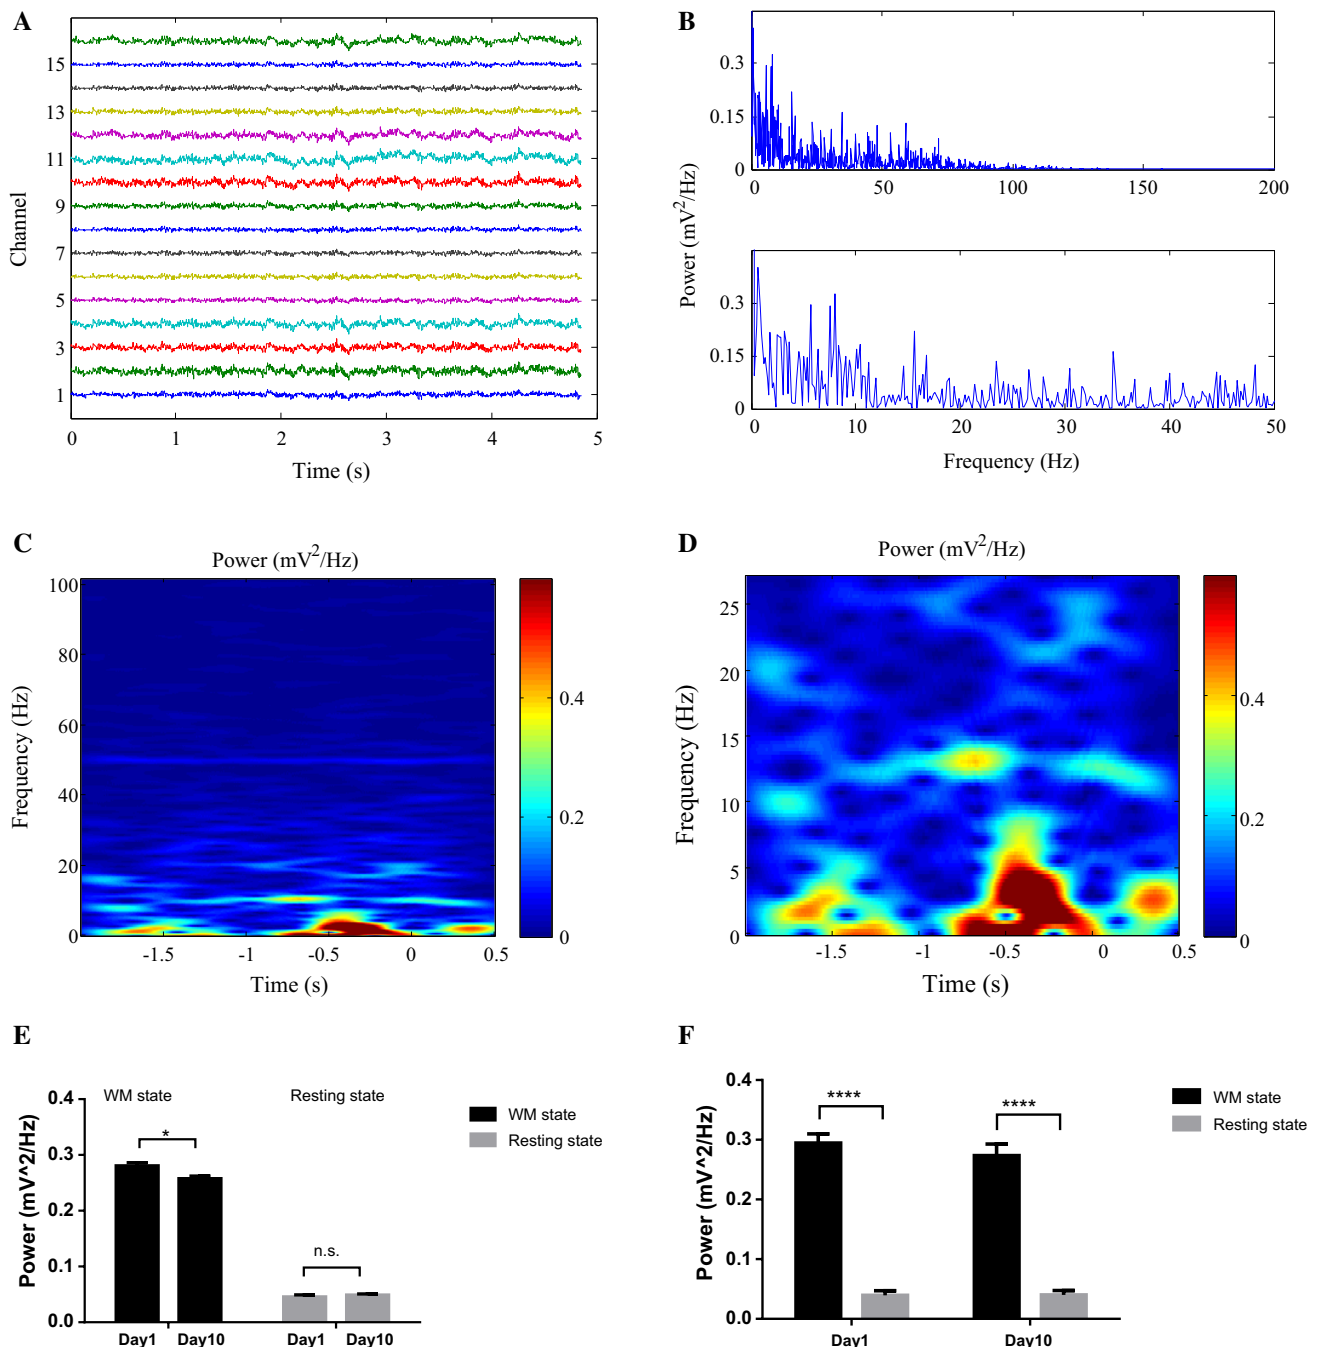 A
15
13
11
9
7
5
3
1
Channel
0 1 2 3 4 5
Time (s)
B
0.3
0.15
0
0 50 100 150 200
Power (mV2/Hz)
0.3
0.15
0
0 10 20 30 40 50
Frequency (Hz)
C
Power (mV2/Hz)
100
80
60
40
20
0
Frequency (Hz)
-1.5 -1 -0.5 0 0.5
Time (s)
0.4
0.2
0
D
Power (mV2/Hz)
25
20
15
10
5
0
Frequency (Hz)
-1.5 -1 -0.5 0 0.5
Time (s)
0.4
0.2
0
E
0.4
0.3
0.2
0.1
0.0
Power (mV^2/Hz)
WM state Resting state
*
n.s.
Day1 Day10 Day1 Day10
WM state
Resting state
F
0.4
0.3
0.2
0.1
0.0
Power (mV^2/Hz)
**** ****
Day1 Day10
WM state
Resting state